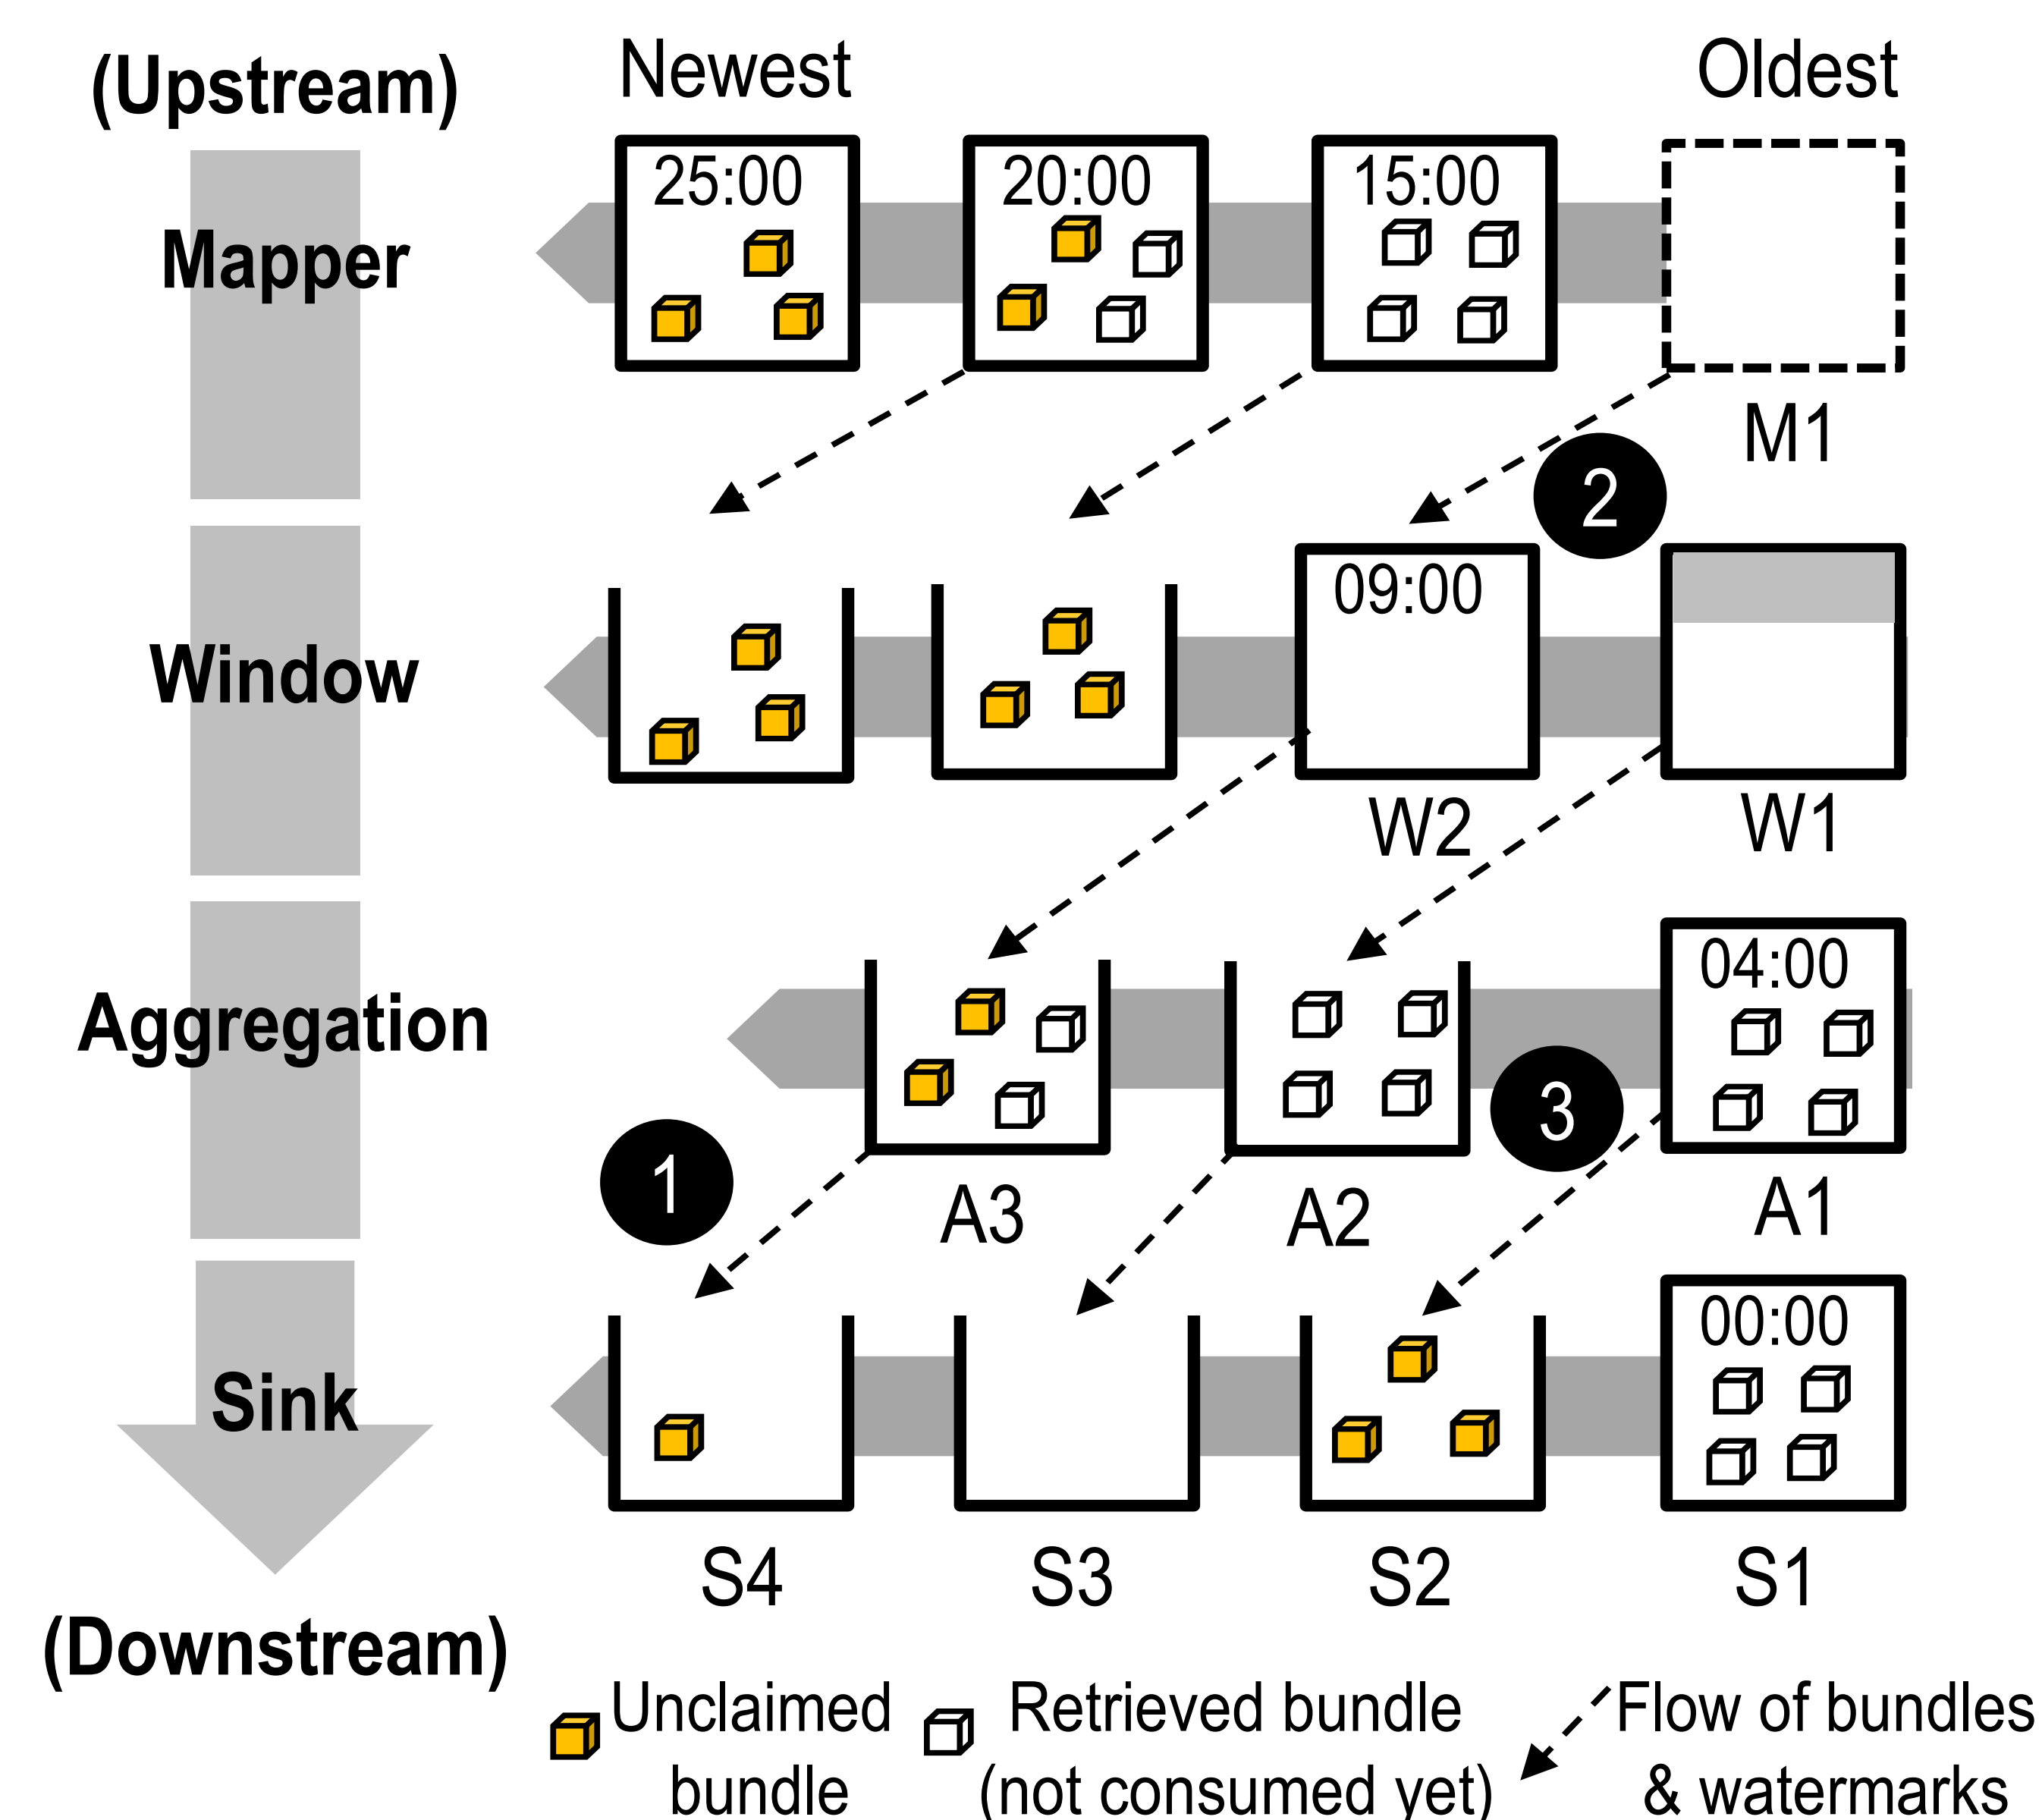 (Upstream)
Newest
Oldest
25:00
20:00
15:00
Mapper
M1
2
09:00
Window
W2
W1
04:00
Aggregation
3
1
A3
A2
A1
00:00
Sink
S4
S3
S2
S1
(Downstream)
Unclaimed
bundle
Retrieved bundle
(not consumed yet)
Flow of bundles
& watermarks